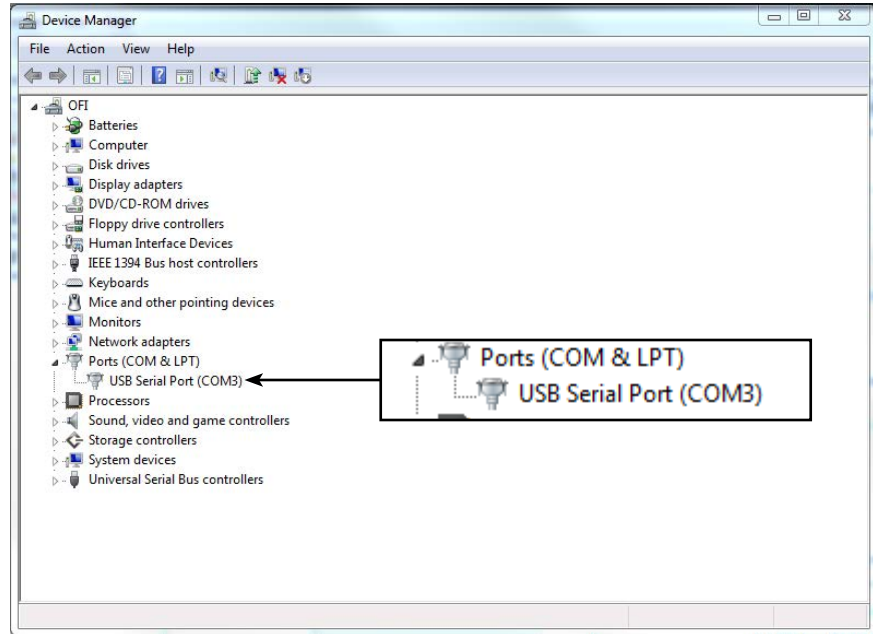 Device Manager
File Action View Help
OFI
Batteries
Computer
Disk drives
Display adapters
DVD/CD-ROM drives
Floppy drive controllers
Human Interface Devices
IEEE 1394 Bus host controllers
Keyboards
Mice and other pointing devices
Monitors
Network adapters
Ports (COM & LPT)
USB Serial Port (COM3)
Processors
Sound, video and game controllers
Storage controllers
System devices
Universal Serial Bus controllers
Ports (COM & LPT)
USB Serial Port (COM3)